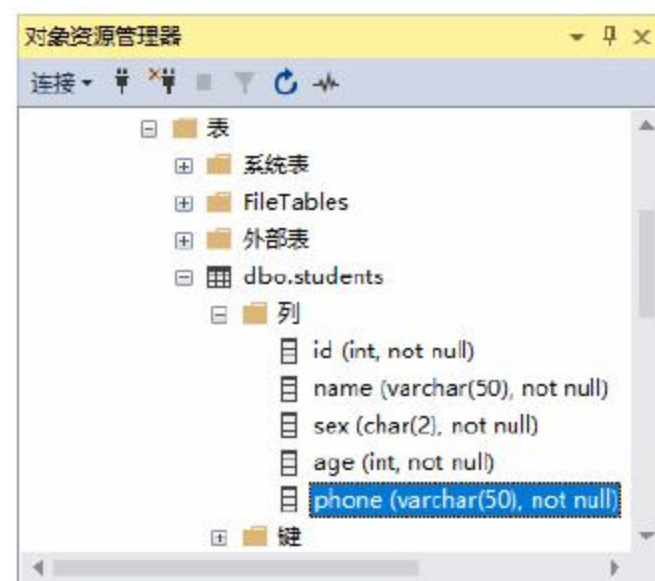 对象资源管理器
连接
表
系统表
FileTables
外部表
dbo.students
列
id (int, not null)
name (varchar(50), not null)
sex (char(2), not null)
age (int, not null)
phone (varchar(50), not null)
键